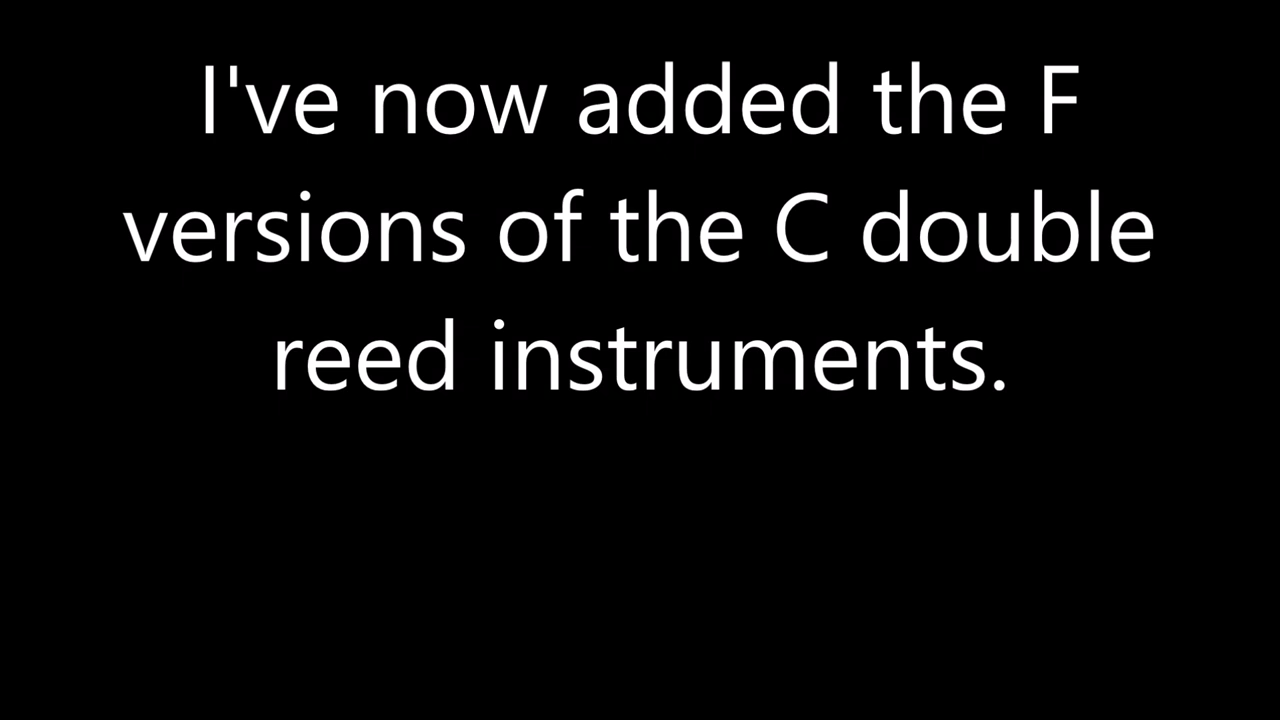 I've now added the F
versions of the C double
reed instruments.